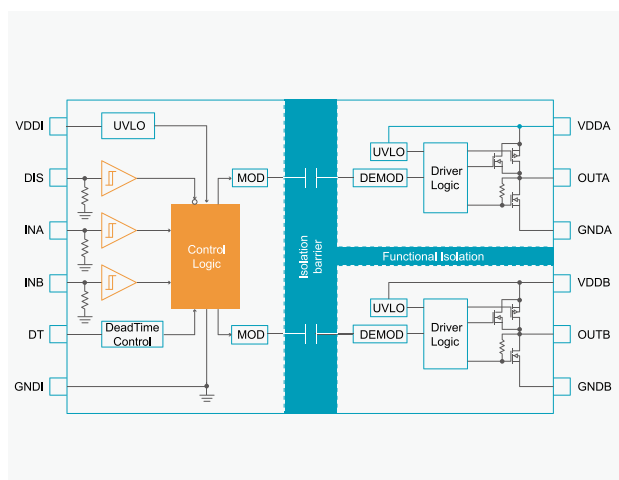 VDDI
UVLO
DIS
INA
INB
DT
DeadTime
Control
GNDI
Control
Logic
MOD
MOD
Isolation
barrier
UVLO
DEMOD
Driver
Logic
VDDA
OUTA
GNDA
Functional Isolation
UVLO
DEMOD
Driver
Logic
VDDB
OUTB
GNDB